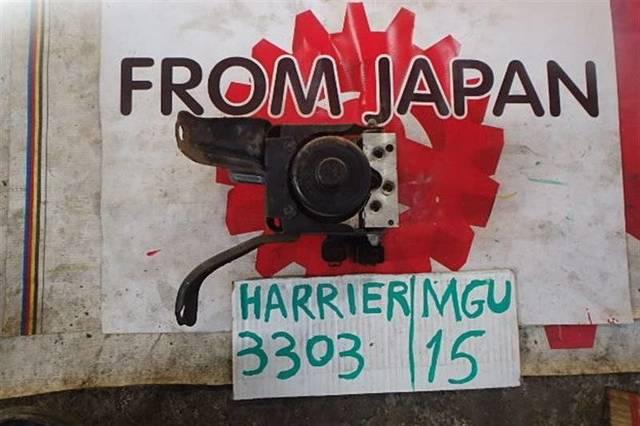 FROM JAPAN
HARRIER MGU
3303 15